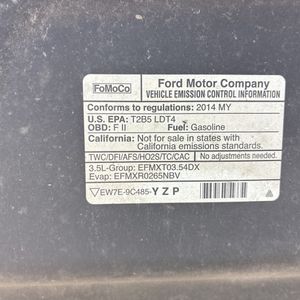 FoMoCo
Ford Motor Company
VEHICLE EMISSION CONTROL INFORMATION
Conforms to regulations: 2014 MY
U.S. EPA: T2B5 LDT4
OBD: F II Fuel: Gasoline
California: Not for sale in states with
California emissions standards.
TWC/DFI/AFS/HO2S/TC/CAC No adjustments needed.
3.5L-Group: EFMXT03.54DX
Evap: EFMXR0265NBV
EW7E-9C485-Y Z P